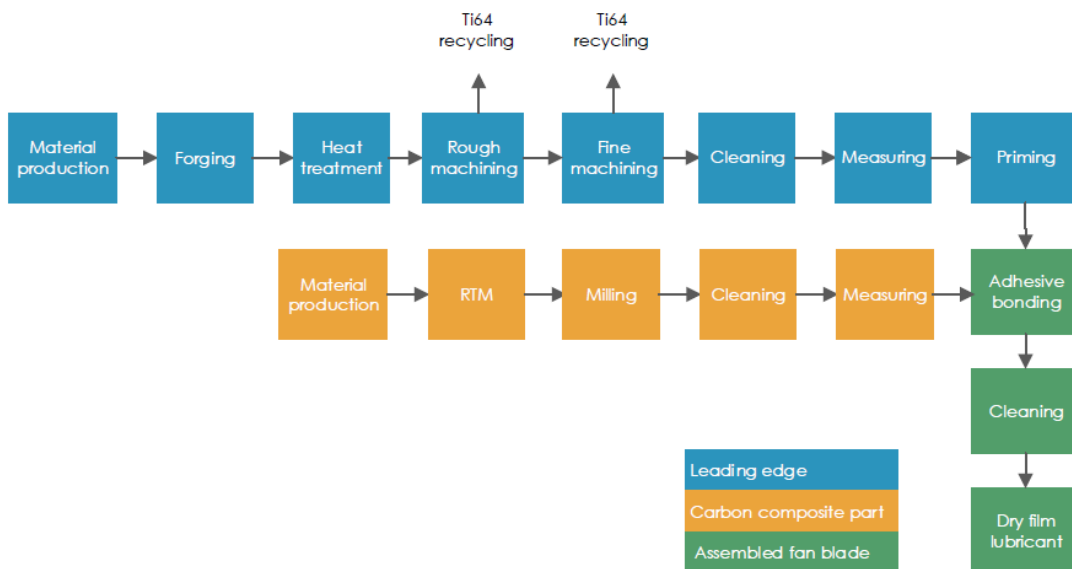 Ti64
recycling
Ti64
recycling
Material
production
Forging
Heat
treatment
Rough
machining
Fine
machining
Cleaning
Measuring
Priming
Material
production
RTM
Milling
Cleaning
Measuring
Adhesive
bonding
Cleaning
Leading edge
Carbon composite part
Assembled fan blade
Dry film
lubricant